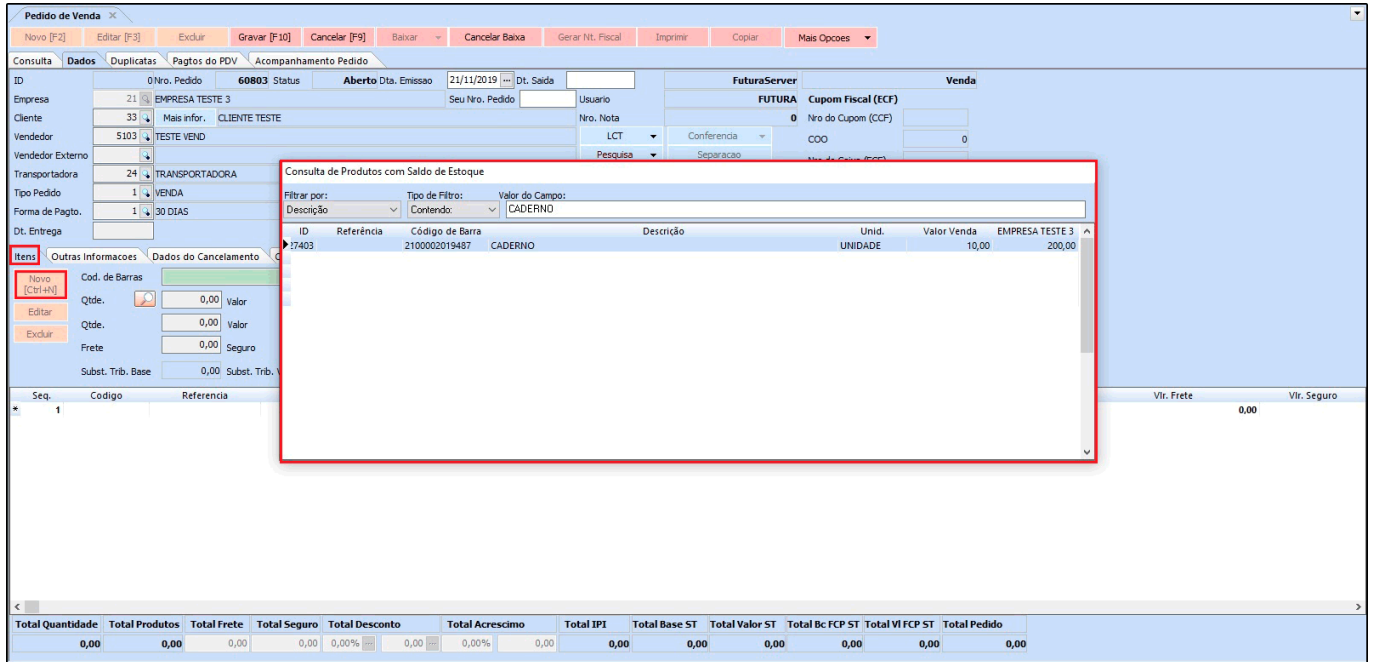 Pedido de Venda
Novo [F2] Editar [F3] Excluir Gravar [F10] Cancelar [F9] Baixar Cancelar Baixa Gerar Nt. Fiscal Imprimir Copiar Mais Opcoes
Consulta Dados Duplicatas Pagtos do PDV Acompanhamento Pedido
ID 0 Nro. Pedido 60803 Status Aberto Dta. Emissao 21/11/2019 ... Dt. Saida FuturaServer Venda
Empresa 21 EMPRESA TESTE 3 Seu Nro. Pedido Usuario FUTURA Cupom Fiscal (ECF)
Cliente 33 Mais infor. CLIENTE TESTE Nro. Nota 0 Nro do Cupom (CCF)
Vendedor 5103 TESTE VEND LCT Conferencia COO 0
Vendedor Externo Pesquisa Separacao
Transportadora 24 TRANSPORTADORA
Tipo Pedido 1 VENDA
Forma de Pagto. 1 30 DIAS
Dt. Entrega
Consulta de Produtos com Saldo de Estoque
Filtrar por: Tipo de Filtro: Valor do Campo:
Descrição Contendo: CADERNO
ID Referência Código de Barra Descrição Unid. Valor Venda EMPRESA TESTE 3
27403 2100002019487 CADERNO UNIDADE 10,00 200,00
Itens Outras Informacoes Dados do Cancelamento
Novo [Ctrl+N] Cod. de Barras
Qtde. 0,00 Valor
Editar
Qtde. 0,00 Valor
Excluir
Frete 0,00 Seguro
Subst. Trib. Base 0,00 Subst. Trib.
Seq. Codigo Referencia Vlr. Frete Vlr. Seguro
* 1 0,00
Total Quantidade Total Produtos Total Frete Total Seguro Total Desconto Total Acrescimo Total IPI Total Base ST Total Valor ST Total Bc FCP ST Total Vl FCP ST Total Pedido
0,00 0,00 0,00 0,00 0,00% ... 0,00 ... 0,00% 0,00 0,00 0,00 0,00 0,00 0,00 0,00